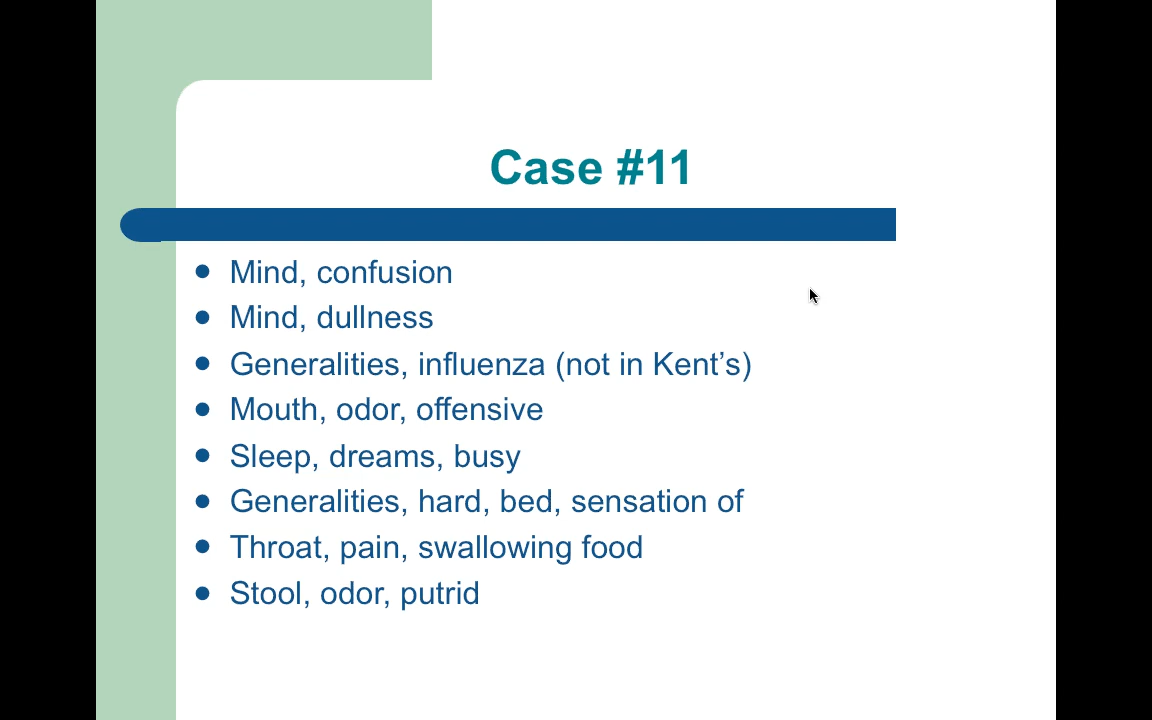 Case #11
• Mind, confusion
• Mind, dullness
• Generalities, influenza (not in Kent’s)
• Mouth, odor, offensive
• Sleep, dreams, busy
• Generalities, hard, bed, sensation of
• Throat, pain, swallowing food
• Stool, odor, putrid